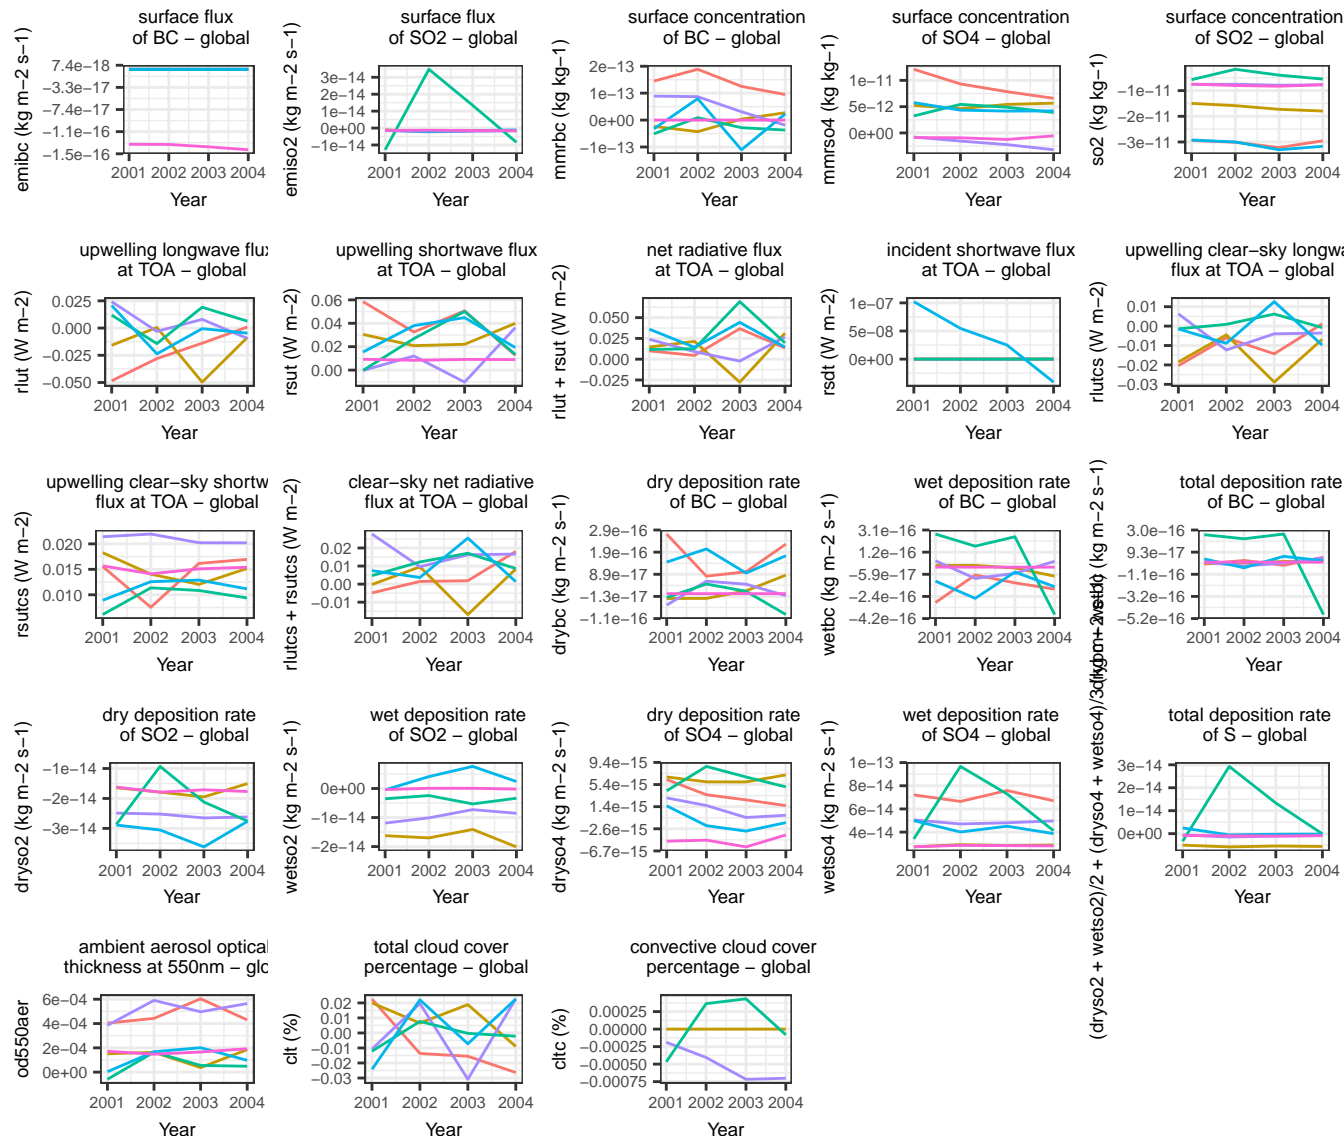 surface flux
of BC − global
emibc (kg m−2 s−1)
7.4e−18
−3.3e−17
−7.4e−17
−1.1e−16
−1.5e−16
2001 2002 2003 2004
Year
surface flux
of SO2 − global
emiso2 (kg m−2 s−1)
3e−14
2e−14
1e−14
0e+00
−1e−14
2001 2002 2003 2004
Year
surface concentration
of BC − global
mmrbc (kg kg−1)
2e−13
1e−13
0e+00
−1e−13
2001 2002 2003 2004
Year
surface concentration
of SO4 − global
mmrso4 (kg kg−1)
1e−11
5e−12
0e+00
2001 2002 2003 2004
Year
surface concentration
of SO2 − global
so2 (kg kg−1)
−1e−11
−2e−11
−3e−11
2001 2002 2003 2004
Year
upwelling longwave flux
at TOA − global
rlut (W m−2)
0.025
0.000
−0.025
−0.050
2001 2002 2003 2004
Year
upwelling shortwave flux
at TOA − global
rsut (W m−2)
0.06
0.04
0.02
0.00
2001 2002 2003 2004
Year
net radiative flux
at TOA − global
rlut + rsut (W m−2)
0.050
0.025
0.000
−0.025
2001 2002 2003 2004
Year
incident shortwave flux
at TOA − global
rsdt (W m−2)
1e−07
5e−08
0e+00
2001 2002 2003 2004
Year
upwelling clear−sky longwa
flux at TOA − global
rlutcs (W m−2)
0.01
0.00
−0.01
−0.02
−0.03
2001 2002 2003 2004
Year
upwelling clear−sky shortw
flux at TOA − global
rsutcs (W m−2)
0.020
0.015
0.010
2001 2002 2003 2004
Year
clear−sky net radiative
flux at TOA − global
rlutcs + rsutcs (W m−2)
0.02
0.01
0.00
−0.01
2001 2002 2003 2004
Year
dry deposition rate
of BC − global
drybc (kg m−2 s−1)
2.9e−16
1.9e−16
8.9e−17
−1.3e−17
−1.1e−16
2001 2002 2003 2004
Year
wet deposition rate
of BC − global
wetbc (kg m−2 s−1)
3.1e−16
1.2e−16
−5.9e−17
−2.4e−16
−4.2e−16
2001 2002 2003 2004
Year
total deposition rate
of BC − global
3.0e−16
9.3e−17
−1.1e−16
−3.2e−16
−5.2e−16
2001 2002 2003 2004
Year
dry deposition rate
of SO2 − global
dryso2 (kg m−2 s−1)
−1e−14
−2e−14
−3e−14
2001 2002 2003 2004
Year
wet deposition rate
of SO2 − global
wetso2 (kg m−2 s−1)
0e+00
−1e−14
−2e−14
2001 2002 2003 2004
Year
dry deposition rate
of SO4 − global
dryso4 (kg m−2 s−1)
9.4e−15
5.4e−15
1.4e−15
−2.6e−15
−6.7e−15
2001 2002 2003 2004
Year
wet deposition rate
of SO4 − global
wetso4 (kg m−2 s−1)
1e−13
8e−14
6e−14
4e−14
2001 2002 2003 2004
Year
total deposition rate
of S − global
(dryso2 + wetso2)/2 + (dryso4 + wetso4)/3
3e−14
2e−14
1e−14
0e+00
2001 2002 2003 2004
Year
ambient aerosol optical
thickness at 550nm − glo
od550aer
6e−04
4e−04
2e−04
0e+00
2001 2002 2003 2004
Year
total cloud cover
percentage − global
clt (%)
0.02
0.01
0.00
−0.01
−0.02
−0.03
2001 2002 2003 2004
Year
convective cloud cover
percentage − global
cltc (%)
0.00025
0.00000
−0.00025
−0.00050
−0.00075
2001 2002 2003 2004
Year